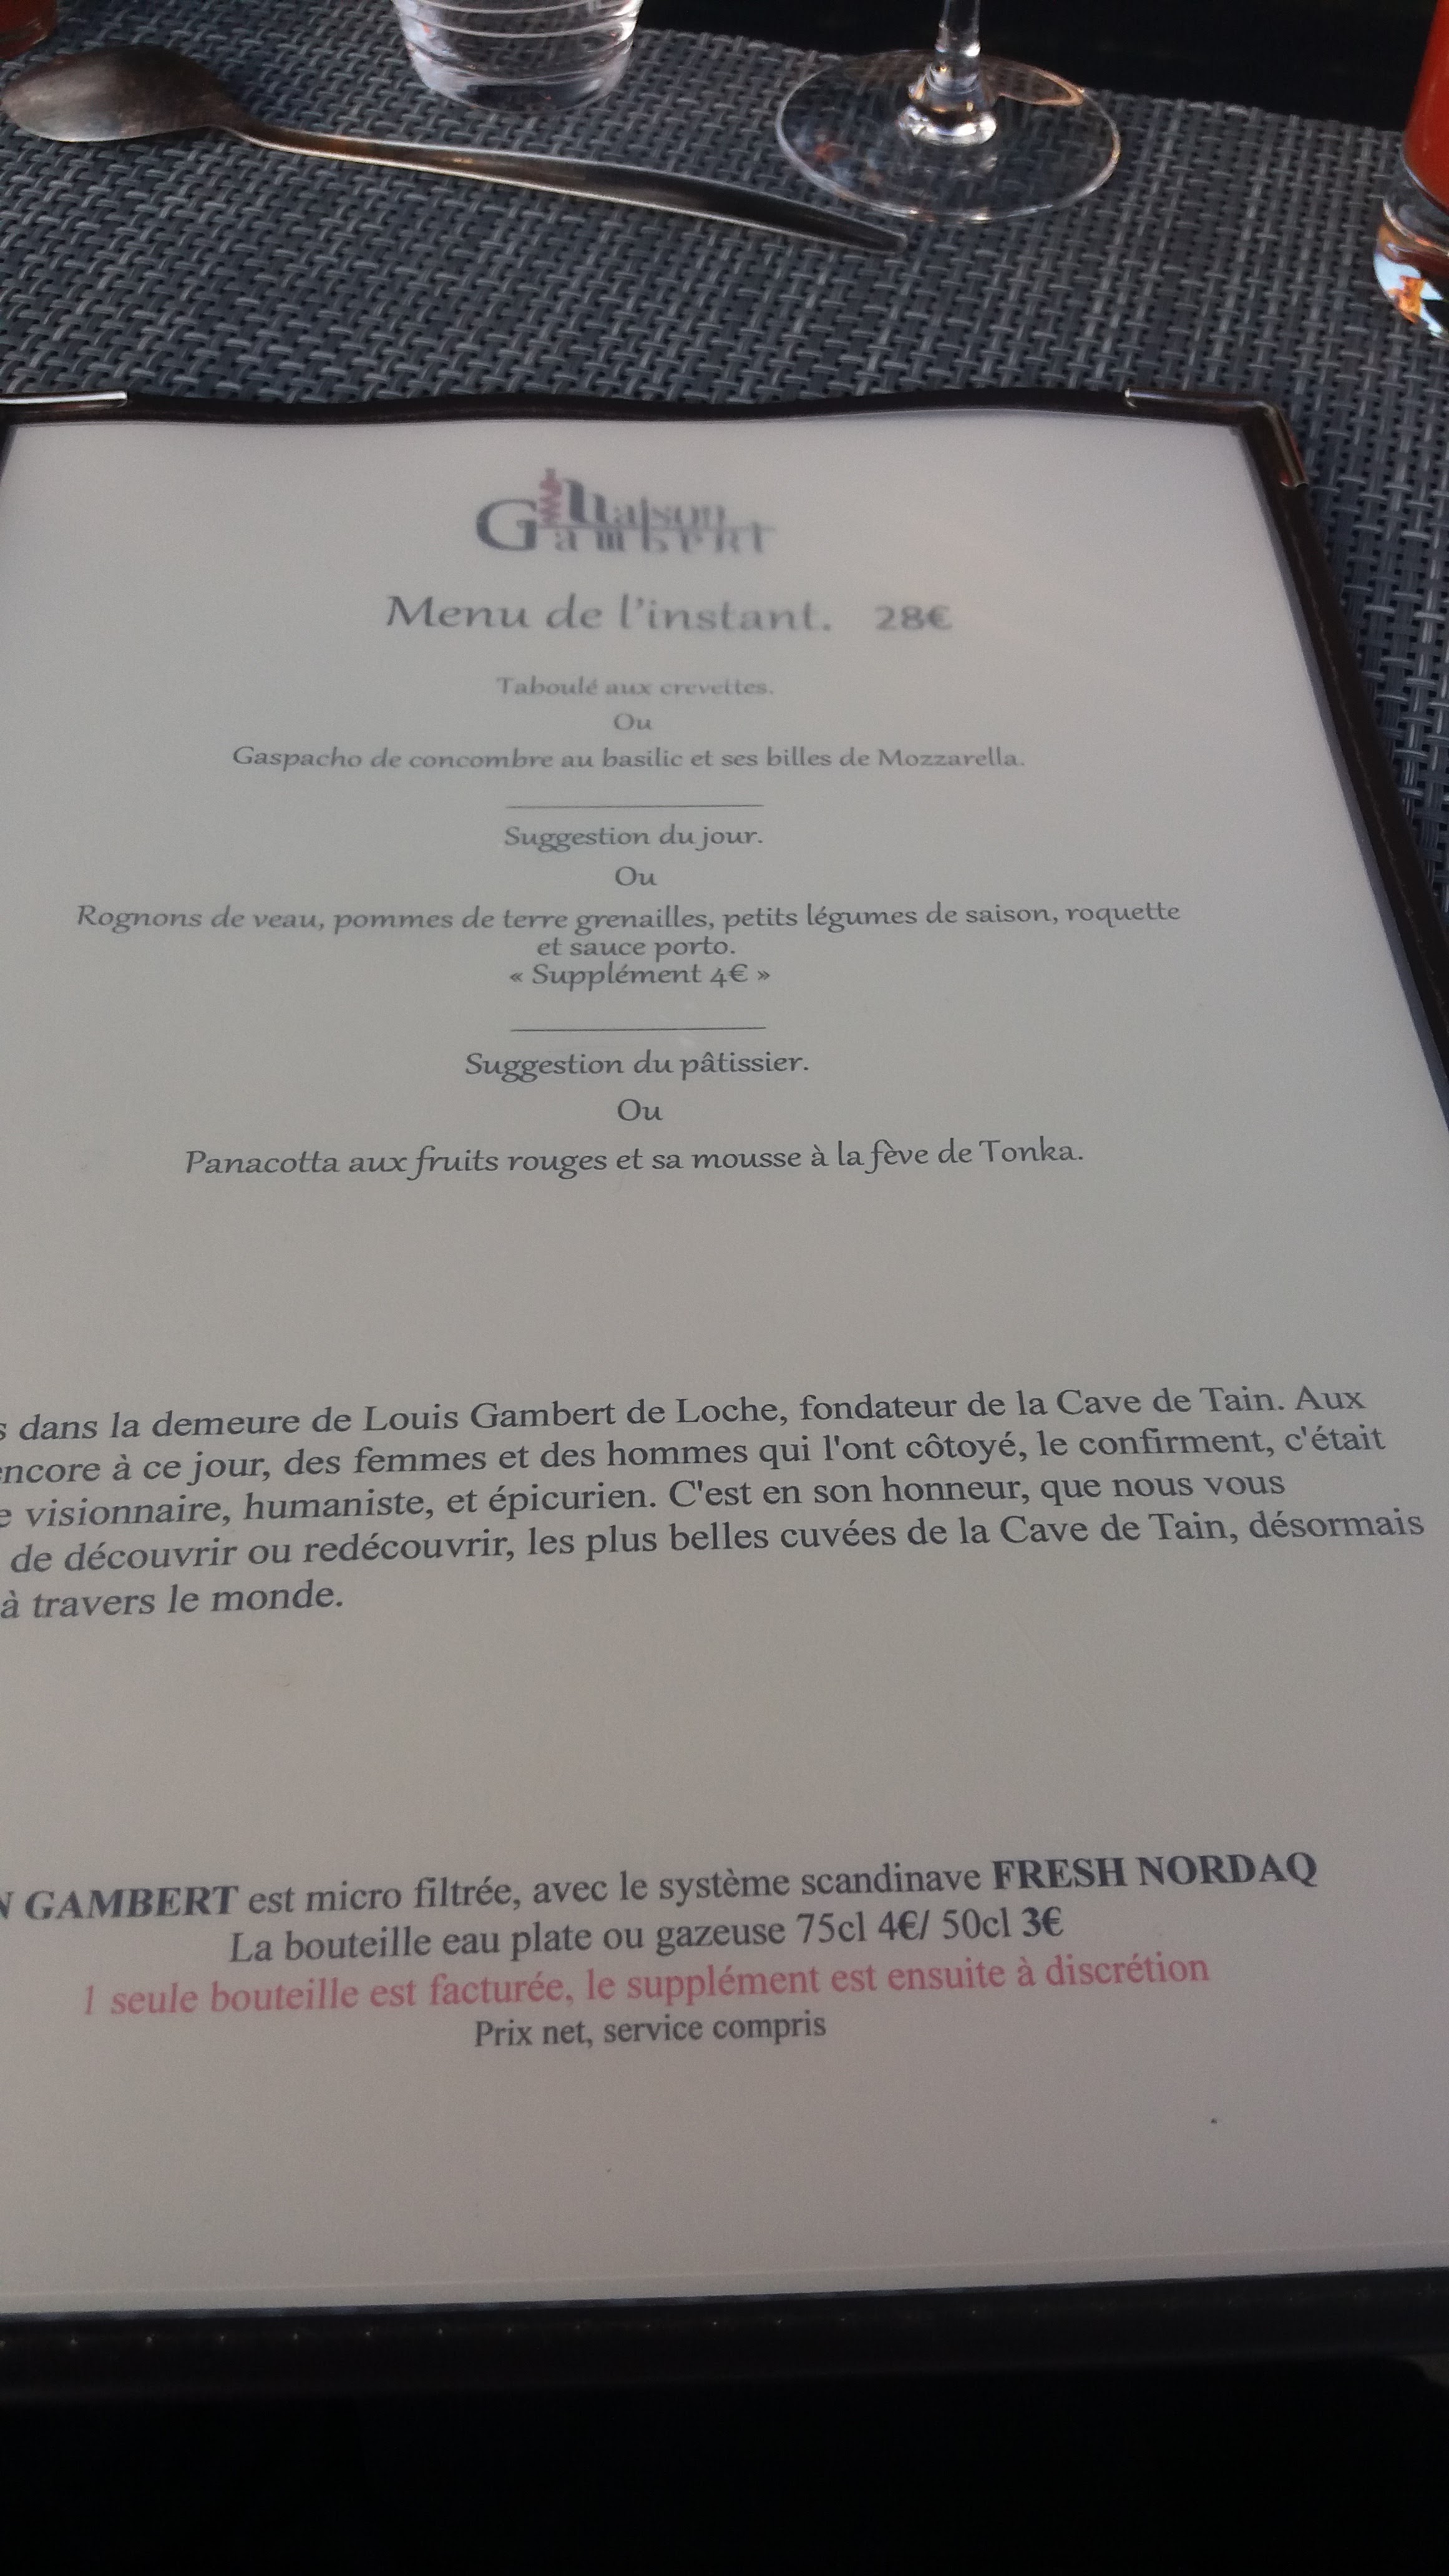 Maison
Gambert
Menu de l'instant. 28€
Taboulé aux crevettes.
Ou
Gaspacho de concombre au basilic et ses billes de Mozzarella.
Suggestion du jour.
Ou
Rognons de veau, pommes de terre grenailles, petits légumes de saison, roquette
et sauce porto.
« Supplément 4€ »
Suggestion du pâtissier.
Ou
Panacotta aux fruits rouges et sa mousse à la fève de Tonka.
s dans la demeure de Louis Gambert de Loche, fondateur de la Cave de Tain. Aux
encore à ce jour, des femmes et des hommes qui l'ont côtoyé, le confirment, c'était
e visionnaire, humaniste, et épicurien. C'est en son honneur, que nous vous
de découvrir ou redécouvrir, les plus belles cuvées de la Cave de Tain, désormais
à travers le monde.
N GAMBERT est micro filtrée, avec le système scandinave FRESH NORDAQ
La bouteille eau plate ou gazeuse 75cl 4€/ 50cl 3€
1 seule bouteille est facturée, le supplément est ensuite à discrétion
Prix net, service compris